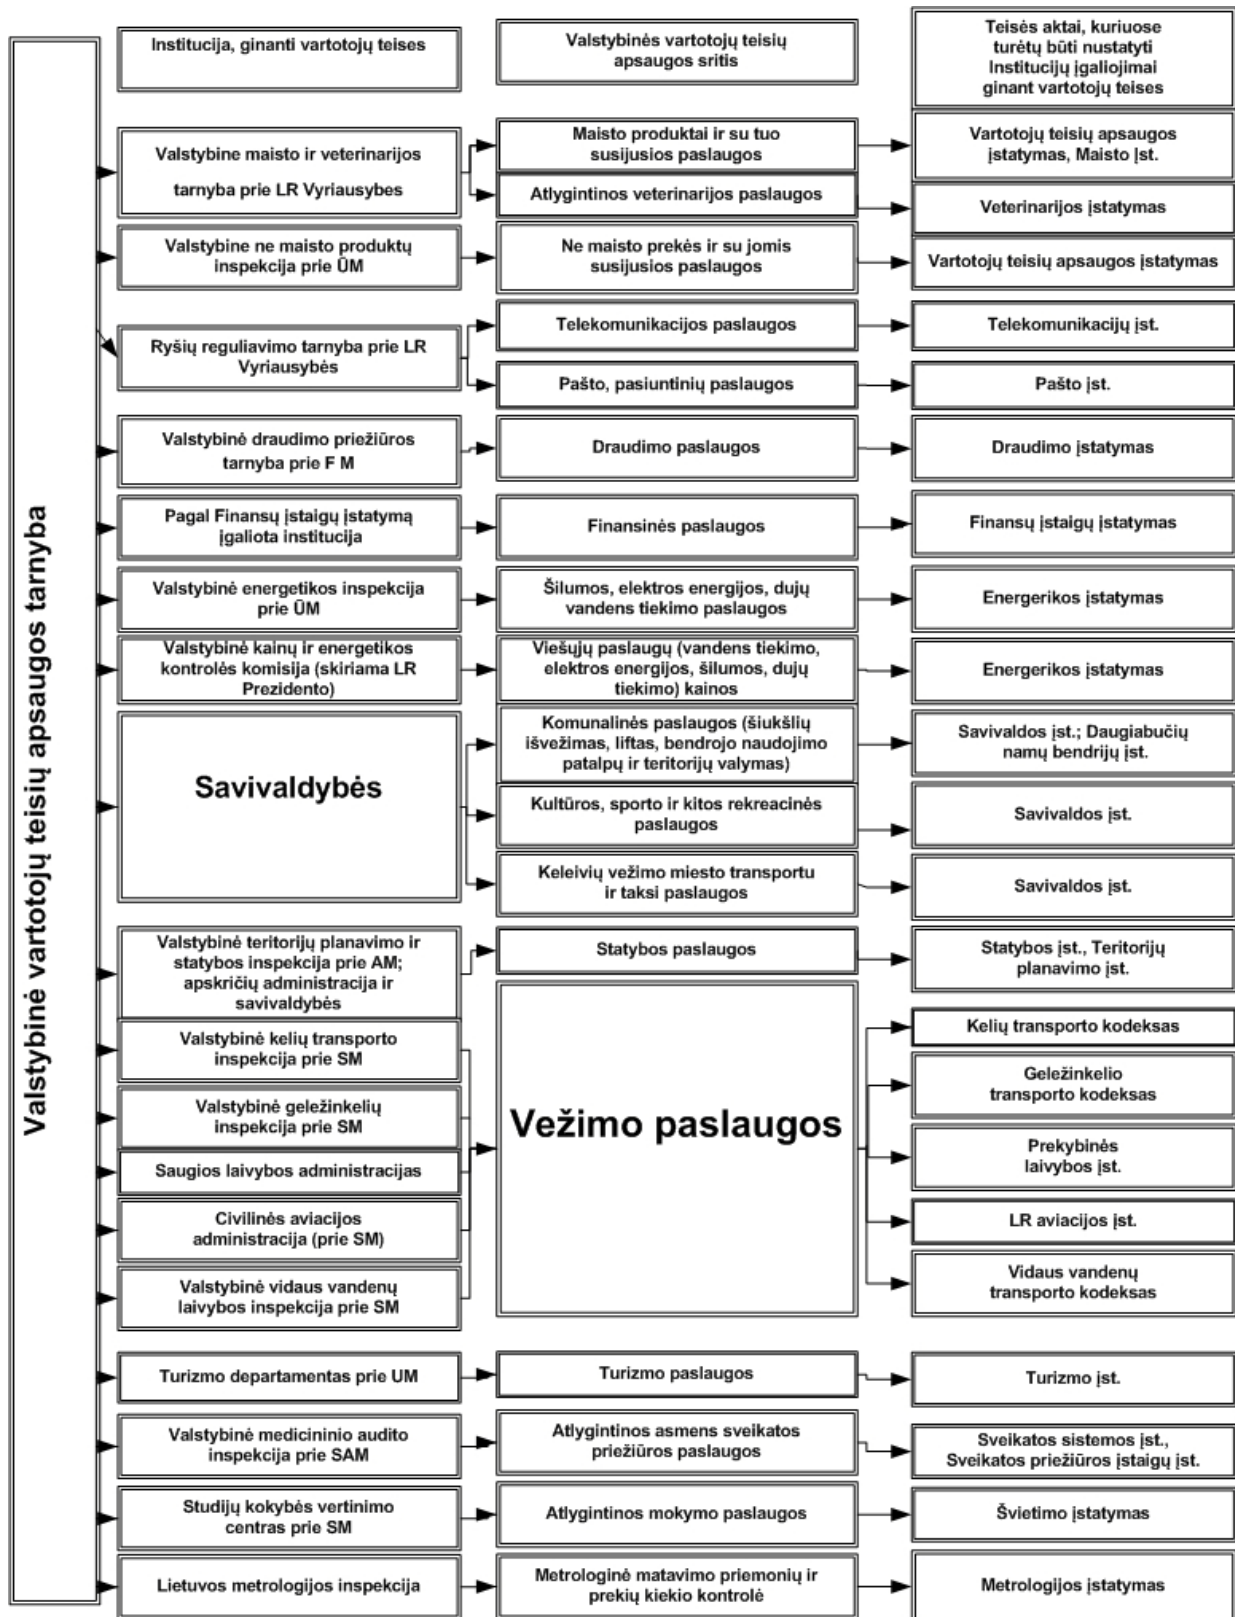 Valstybinė vartotojų teisių apsaugos tarnyba
Institucija, ginanti vartotojų teises
Valstybinės vartotojų teisių
apsaugos sritis
Teisės aktai, kuriuose
turėtų būti nustatyti
Institucijų įgaliojimai
ginant vartotojų teises
Valstybine maisto ir veterinarijos
tarnyba prie LR Vyriausybes
Maisto produktai ir su tuo
susijusios paslaugos
Vartotojų teisių apsaugos
įstatymas, Maisto Įst.
Atlygintinos veterinarijos paslaugos
Veterinarijos įstatymas
Valstybine ne maisto produktų
inspekcija prie ŪM
Ne maisto prekės ir su jomis
susijusios paslaugos
Vartotojų teisių apsaugos įstatymas
Ryšių reguliavimo tarnyba prie LR
Vyriausybės
Telekomunikacijos paslaugos
Telekomunikacijų įst.
Pašto, pasiuntinių paslaugos
Pašto įst.
Valstybinė draudimo priežiūros
tarnyba prie F M
Draudimo paslaugos
Draudimo įstatymas
Pagal Finansų įstaigų įstatymą
įgaliota institucija
Finansinės paslaugos
Finansų įstaigų įstatymas
Valstybinė energetikos inspekcija
prie ŪM
Šilumos, elektros energijos, dujų
vandens tiekimo paslaugos
Energerikos įstatymas
Valstybinė kainų ir energetikos
kontrolės komisija (skiriama LR
Prezidento)
Viešųjų paslaugų (vandens tiekimo,
elektros energijos, šilumos, dujų
tiekimo) kainos
Energerikos įstatymas
Savivaldybės
Komunalinės paslaugos (šiukšlių
išvežimas, liftas, bendrojo naudojimo
patalpų ir teritorijų valymas)
Savivaldos įst.; Daugiabučių
namų bendrijų įst.
Kultūros, sporto ir kitos rekreacinės
paslaugos
Savivaldos įst.
Keleivių vežimo miesto transportu
ir taksi paslaugos
Savivaldos įst.
Valstybinė teritorijų planavimo ir
statybos inspekcija prie AM;
apskričių administracija ir
savivaldybės
Statybos paslaugos
Statybos įst., Teritorijų
planavimo įst.
Valstybinė kelių transporto
inspekcija prie SM
Valstybinė geležinkelių
inspekcija prie SM
Saugios laivybos administracijas
Civilinės aviacijos
administracija (prie SM)
Valstybinė vidaus vandenų
laivybos inspekcija prie SM
Vežimo paslaugos
Kelių transporto kodeksas
Geležinkelio
transporto kodeksas
Prekybinės
laivybos įst.
LR aviacijos įst.
Vidaus vandenų
transporto kodeksas
Turizmo departamentas prie UM
Turizmo paslaugos
Turizmo įst.
Valstybinė medicininio audito
inspekcija prie SAM
Atlygintinos asmens sveikatos
priežiūros paslaugos
Sveikatos sistemos įst.,
Sveikatos priežiūros įstaigų įst.
Studijų kokybės vertinimo
centras prie SM
Atlygintinos mokymo paslaugos
Švietimo įstatymas
Lietuvos metrologijos inspekcija
Metrologinė matavimo priemonių ir
prekių kiekio kontrolė
Metrologijos įstatymas